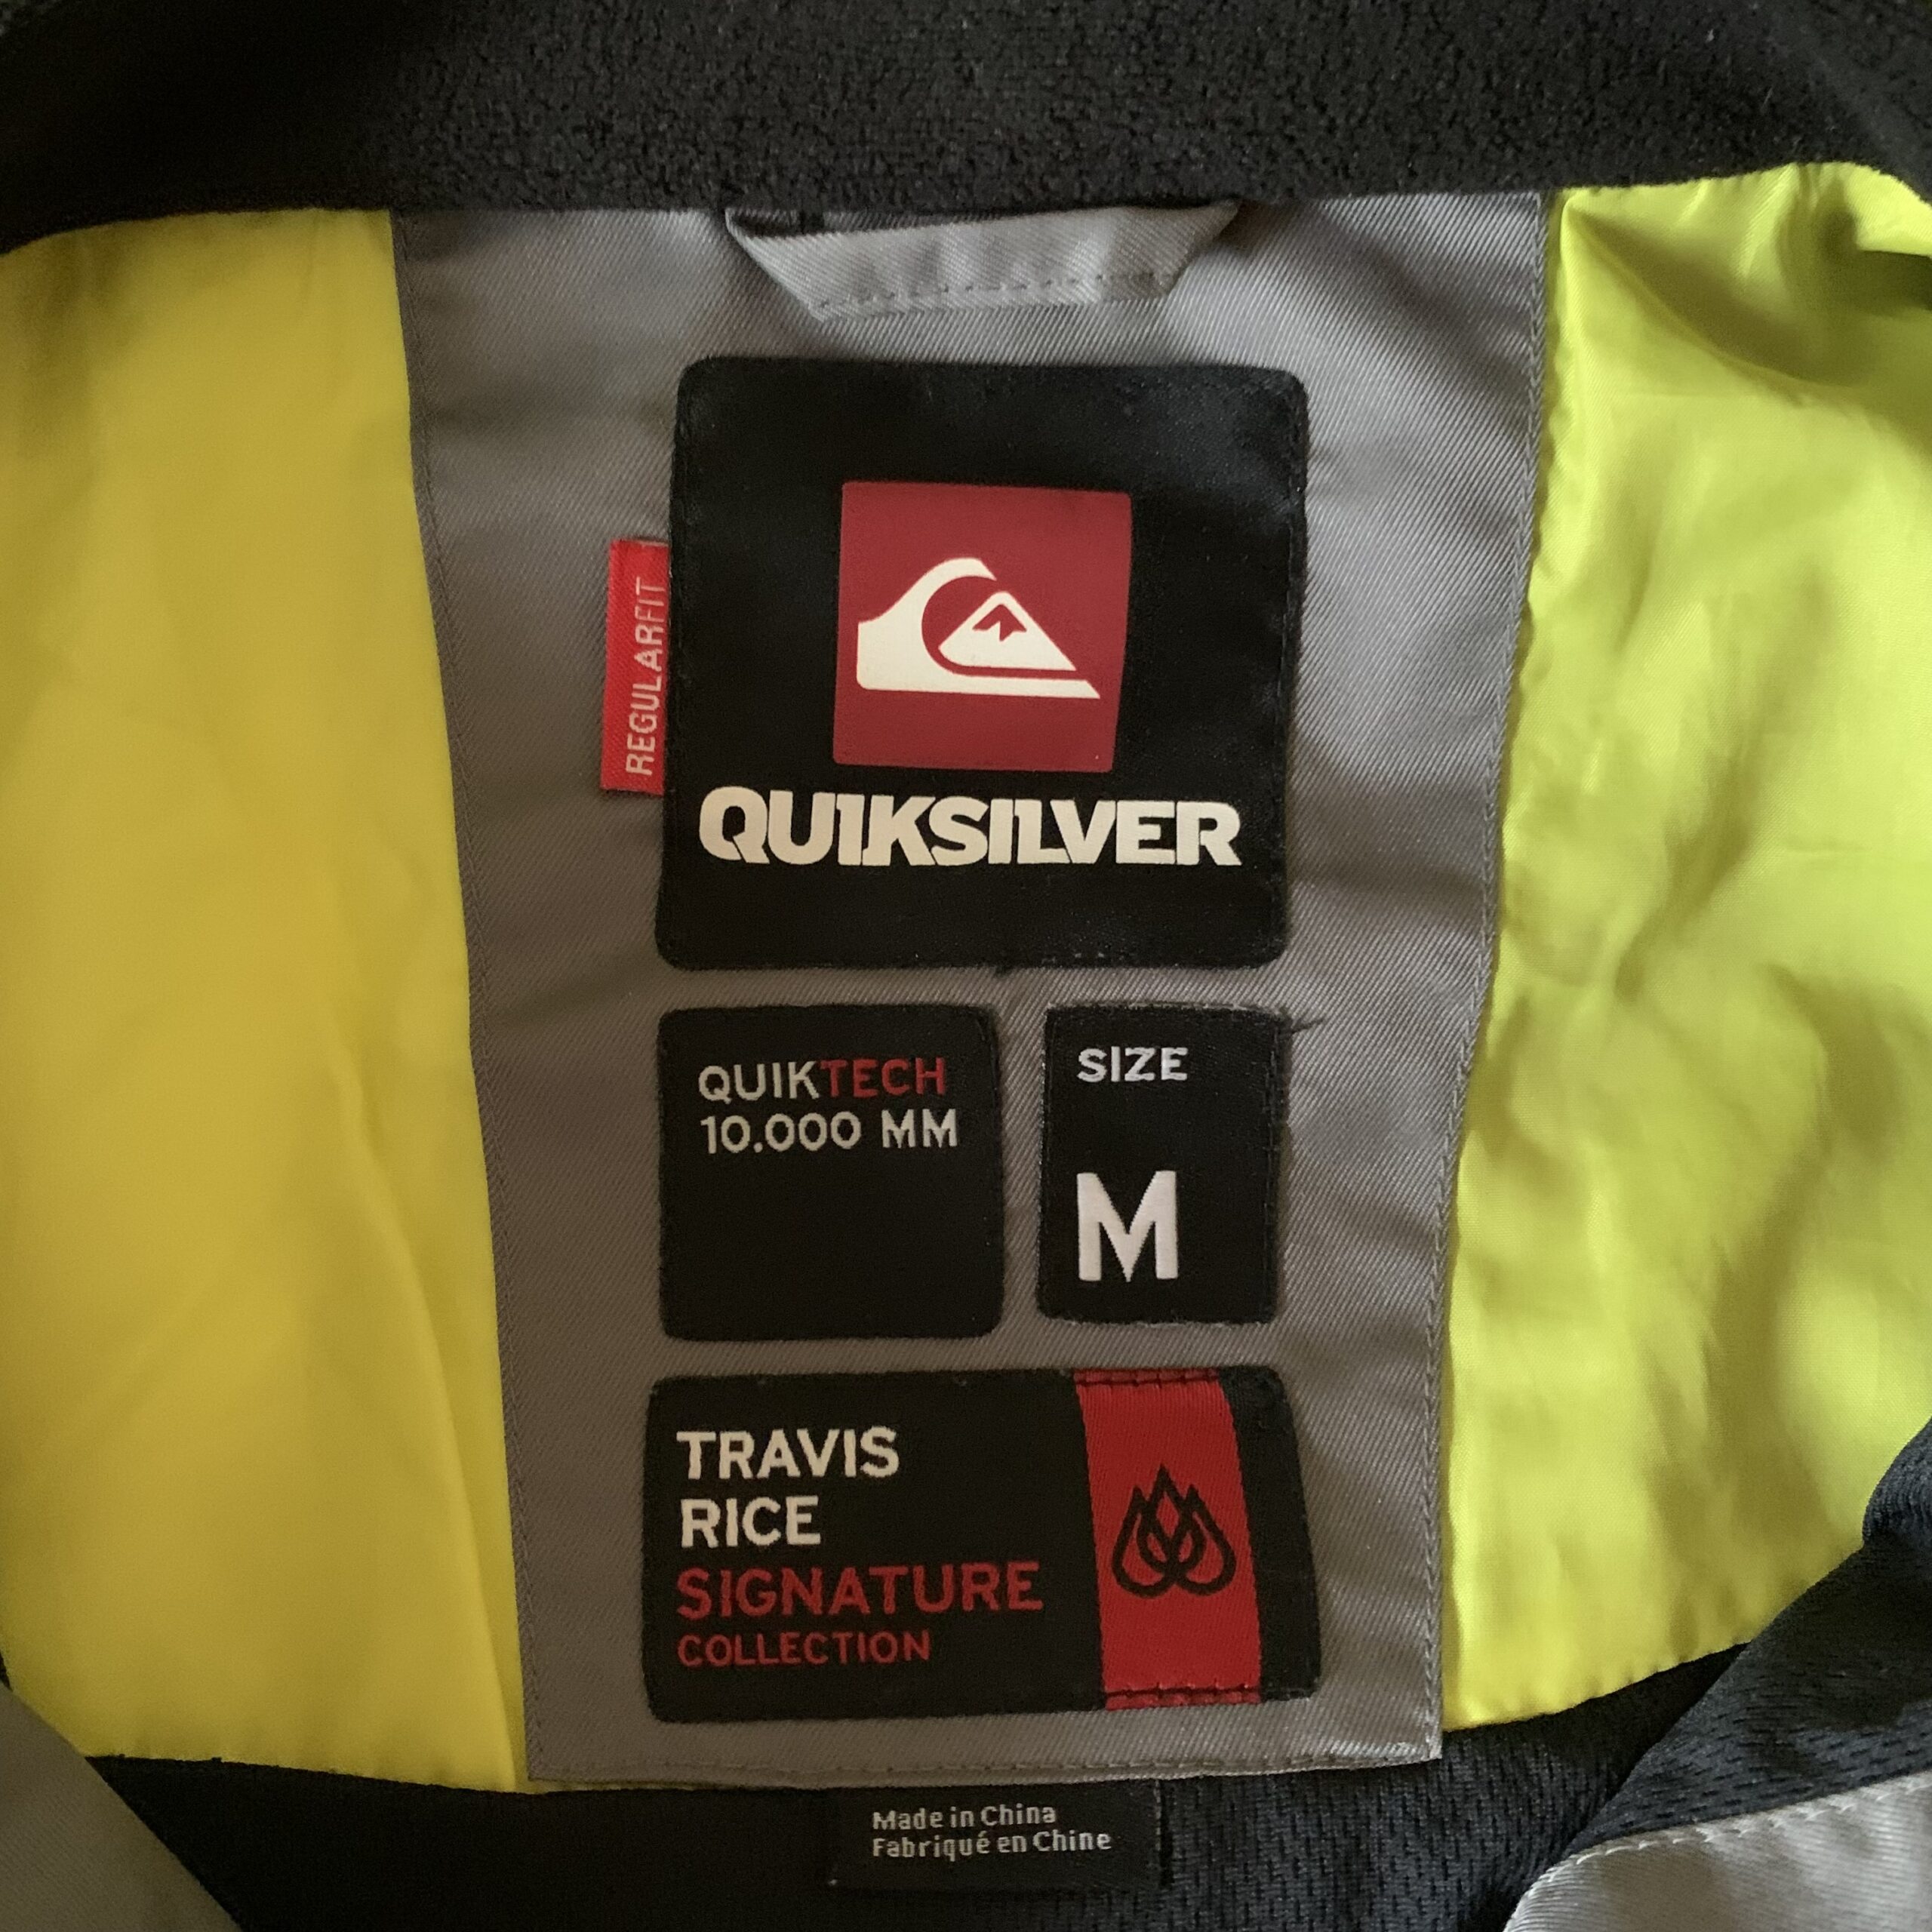 REGULARFIT
QUIKSILVER
QUIKTECH
10.000 MM
SIZE
M
TRAVIS
RICE
SIGNATURE
COLLECTION
Made in China
Fabriqué en Chine